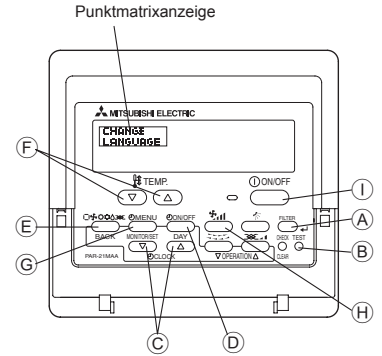 Punktmatrixanzeige
MITSUBISHI ELECTRIC
CHANGE
LANGUAGE
F
TEMP.
ON/OFF
I
E
MENU
ON/OFF
FILTER
A
BACK
MONITOR/SET
DAY
CHECK TEST
B
PAR-21MAA
CLOCK
OPERATION
CLEAR
G
H
C
D